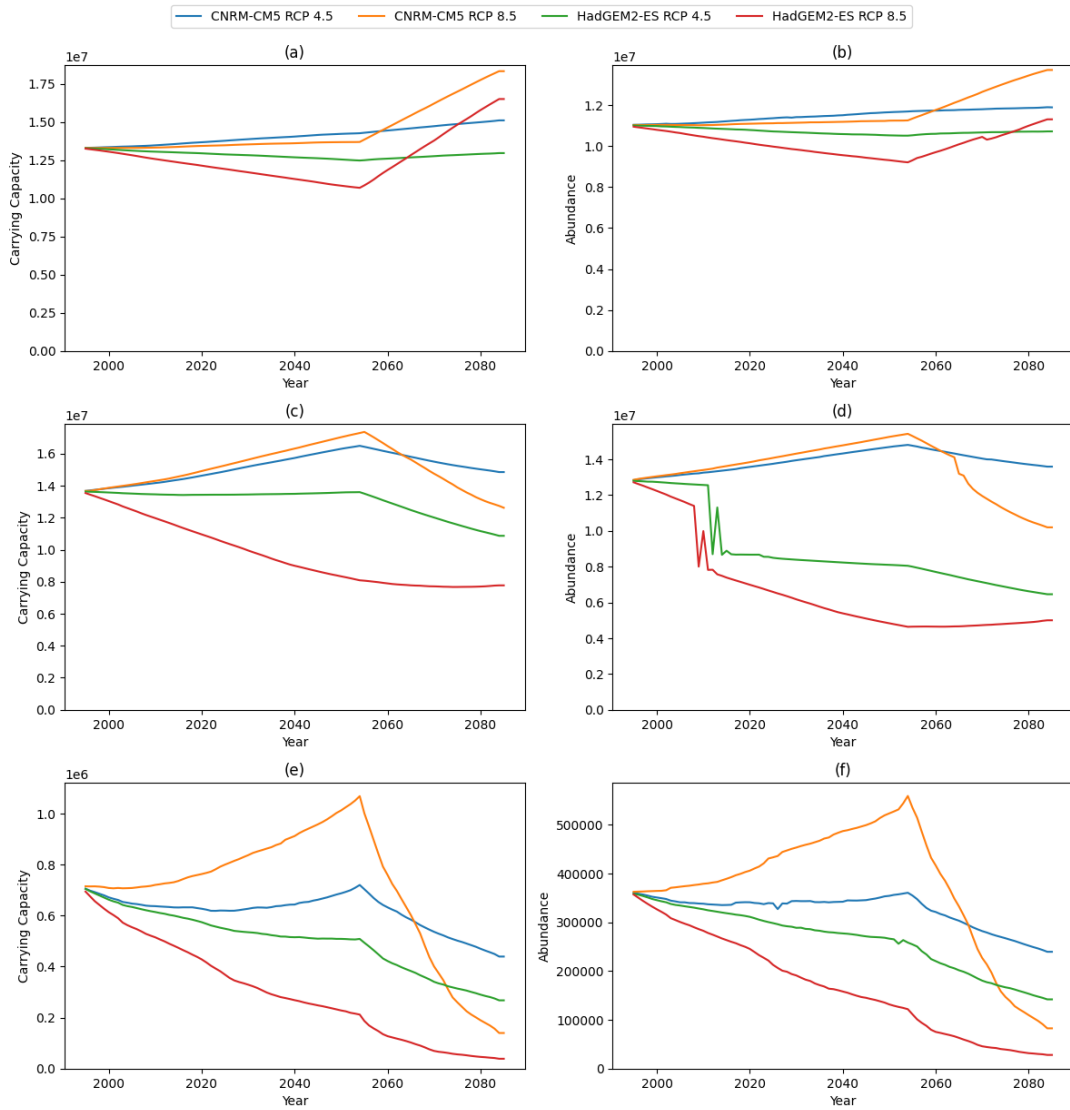 CNRM-CM5 RCP 4.5 CNRM-CM5 RCP 8.5 HadGEM2-ES RCP 4.5 HadGEM2-ES RCP 8.5
(a)
1e7
1.75
1.50
1.25
1.00
0.75
0.50
0.25
0.00
Carrying Capacity
2000 2020 2040 2060 2080
Year
(b)
1e7
1.2
1.0
0.8
0.6
0.4
0.2
0.0
Abundance
2000 2020 2040 2060 2080
Year
(c)
1e7
1.6
1.4
1.2
1.0
0.8
0.6
0.4
0.2
0.0
Carrying Capacity
2000 2020 2040 2060 2080
Year
(d)
1e7
1.4
1.2
1.0
0.8
0.6
0.4
0.2
0.0
Abundance
2000 2020 2040 2060 2080
Year
(e)
1e6
1.0
0.8
0.6
0.4
0.2
0.0
Carrying Capacity
2000 2020 2040 2060 2080
Year
(f)
500000
400000
300000
200000
100000
0
Abundance
2000 2020 2040 2060 2080
Year